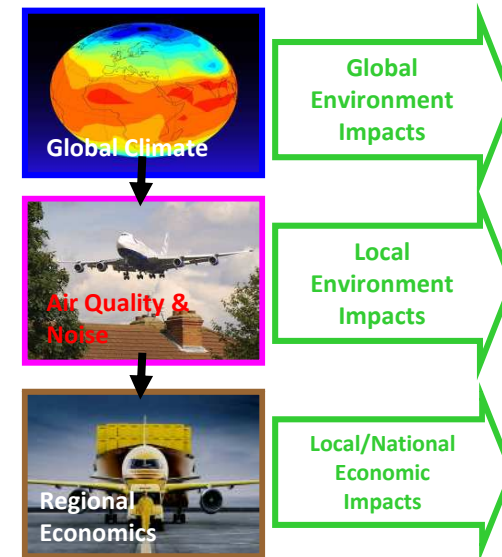 Global Climate
Global
Environment
Impacts
Air Quality &
Noise
Local
Environment
Impacts
Regional
Economics
Local/National
Economic
Impacts